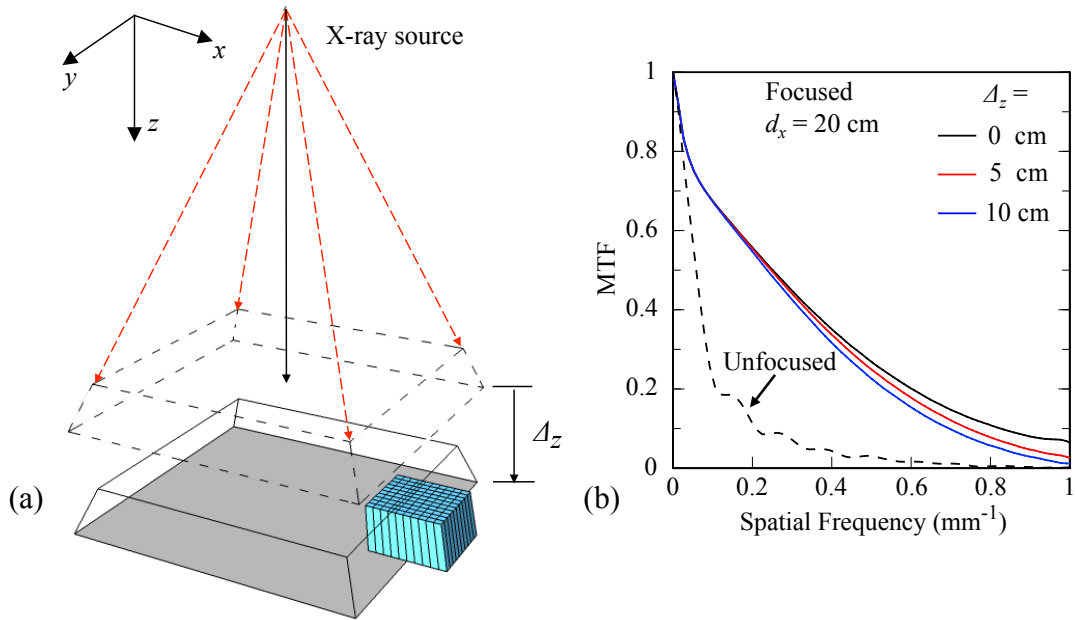 X-ray source
x
y
z
Δz
(a)
1
0.8
0.6
0.4
0.2
0
MTF
Focused
dx = 20 cm
Δz =
0 cm
5 cm
10 cm
Unfocused
0 0.2 0.4 0.6 0.8 1
Spatial Frequency (mm-1)
(b)